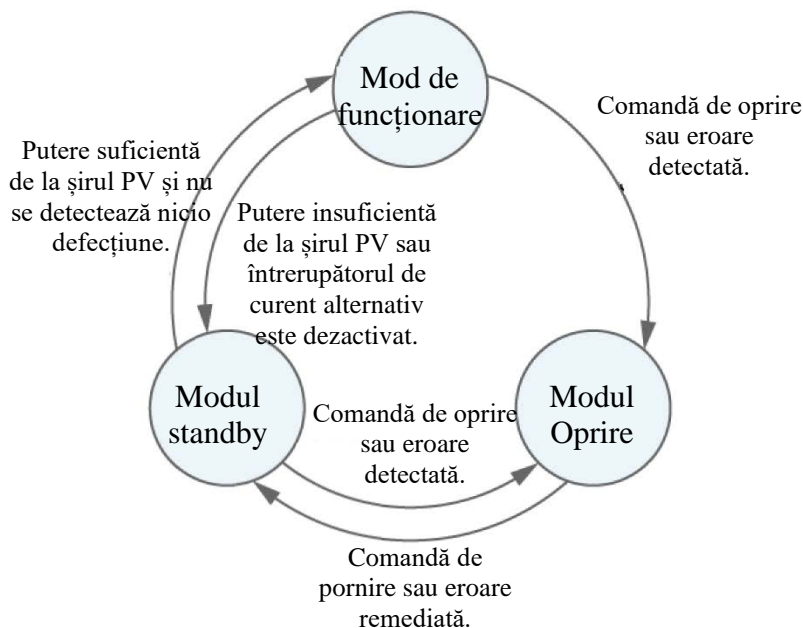 Mod de
funcționare
Comandă de oprire
sau eroare
detectată.
Putere suficientă
de la șirul PV și nu
se detectează nicio
defecțiune.
Putere insuficientă
de la șirul PV sau
întrerupătorul de
curent alternativ
este dezactivat.
Modul
standby
Comandă de oprire
sau eroare
detectată.
Modul
Oprire
Comandă de
pornire sau eroare
remediată.